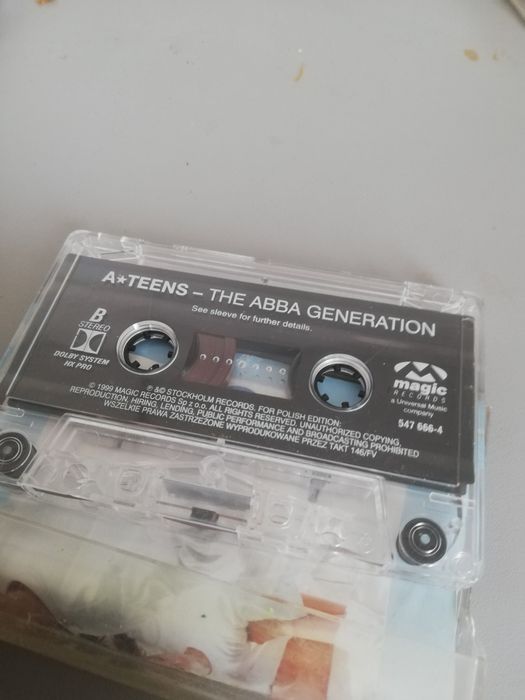 A★TEENS – THE ABBA GENERATION
See sleeve for further details.
B
STEREO
DOLBY SYSTEM
HX PRO
magic
RECORDS
a Universal Music
company
547 666-4
℗ &© STOCKHOLM RECORDS. FOR POLISH EDITION:
© 1999 MAGIC RECORDS SP z o.o. ALL RIGHTS RESERVED. UNAUTHORIZED COPYING,
REPRODUCTION, HIRING, LENDING, PUBLIC PERFORMANCE AND BROADCASTING PROHIBITED
WSZELKIE PRAWA ZASTRZEŻONE WYPRODUKOWANE PRZEZ TAKT 146/FV